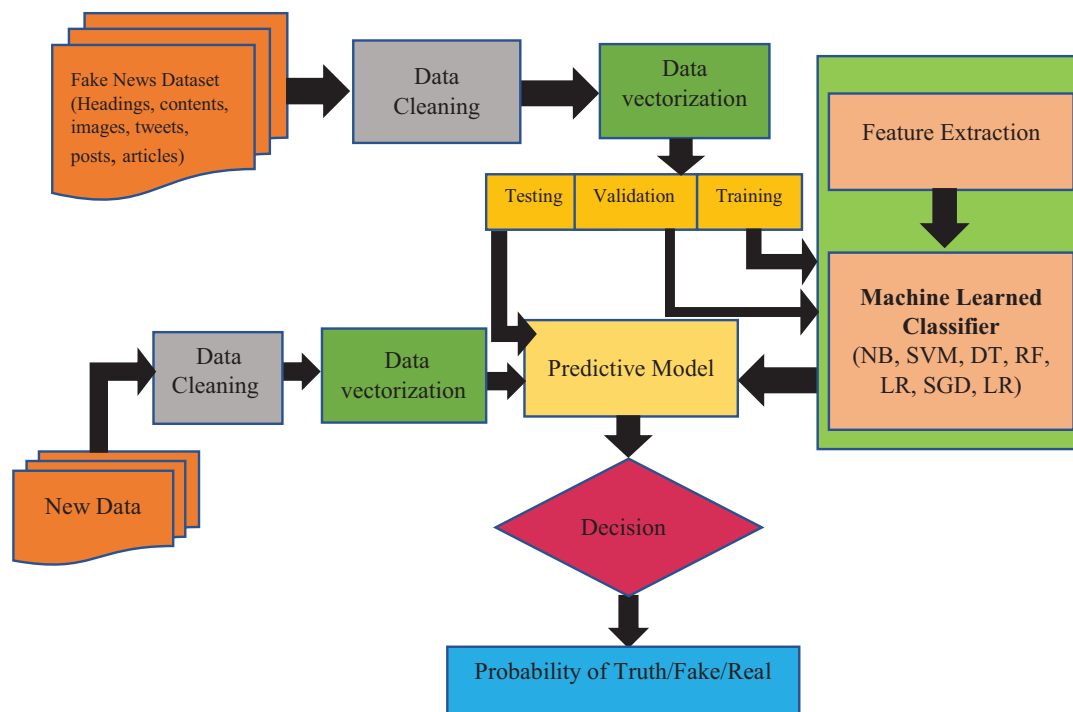 Fake News Dataset
(Headings, contents,
images, tweets,
posts, articles)
Data
Cleaning
Data
vectorization
Feature Extraction
Testing
Validation
Training
Machine Learned
Classifier
(NB, SVM, DT, RF,
LR, SGD, LR)
Data
Cleaning
Data
vectorization
Predictive Model
New Data
Decision
Probability of Truth/Fake/Real